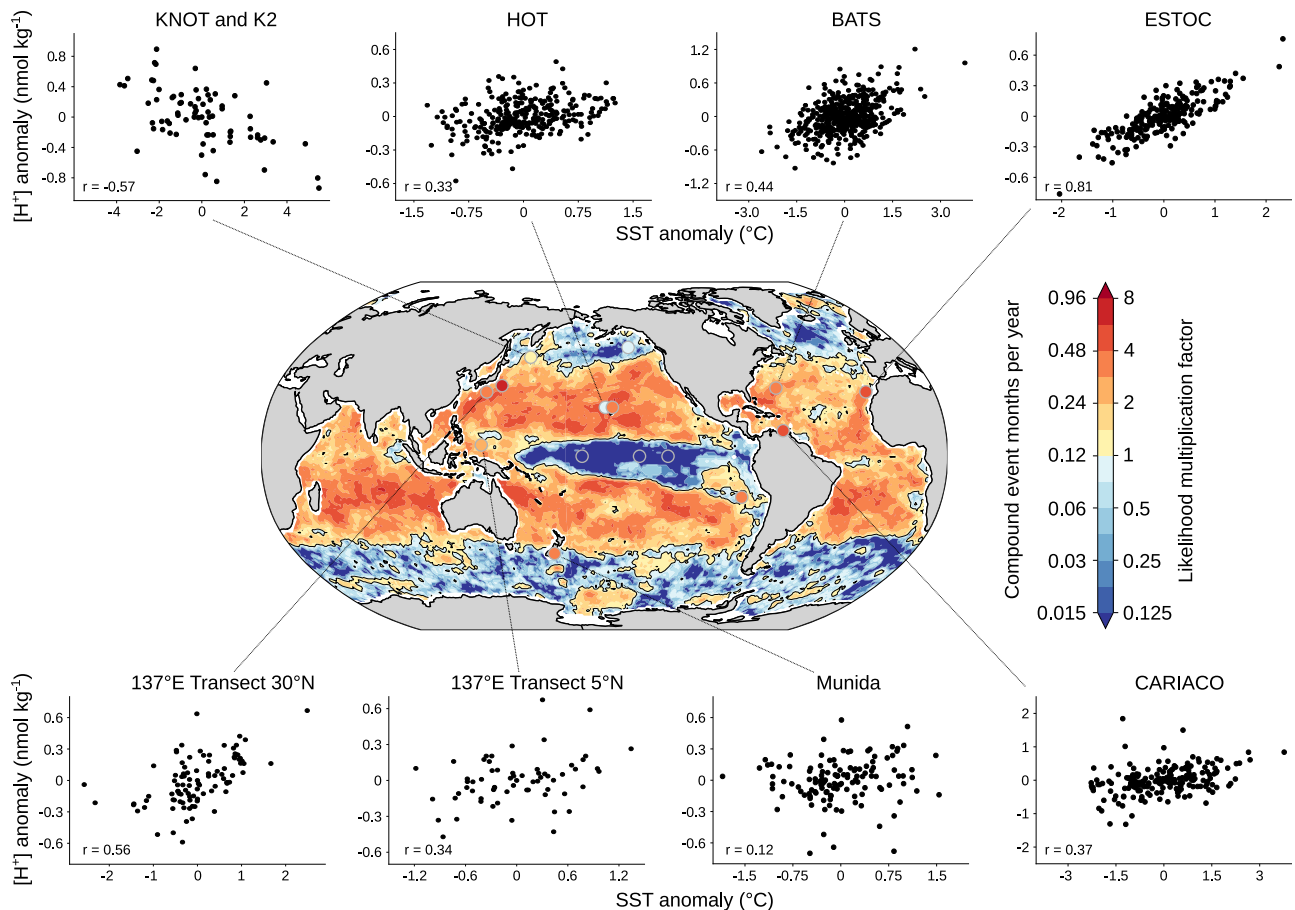 KNOT and K2
HOT
BATS
ESTOC
[H⁺] anomaly (nmol kg⁻¹)
0.8
0.4
0
-0.4
-0.8
r = -0.57
-4 -2 0 2 4
0.6
0.3
0
-0.3
-0.6
r = 0.33
-1.5 -0.75 0 0.75 1.5
1.2
0.6
0
-0.6
-1.2
r = 0.44
-3.0 -1.5 0 1.5 3.0
0.6
0.3
0
-0.3
-0.6
r = 0.81
-2 -1 0 1 2
SST anomaly (°C)
Compound event months per year
0.96
0.48
0.24
0.12
0.06
0.03
0.015
8
4
2
1
0.5
0.25
0.125
Likelihood multiplication factor
137°E Transect 30°N
137°E Transect 5°N
Munida
CARIACO
[H⁺] anomaly (nmol kg⁻¹)
0.6
0.3
0
-0.3
-0.6
r = 0.56
-2 -1 0 1 2
0.6
0.3
0
-0.3
-0.6
r = 0.34
-1.2 -0.6 0 0.6 1.2
0.6
0.3
0
-0.3
-0.6
r = 0.12
-1.5 -0.75 0 0.75 1.5
2
1
0
-1
-2
r = 0.37
-3 -1.5 0 1.5 3
SST anomaly (°C)